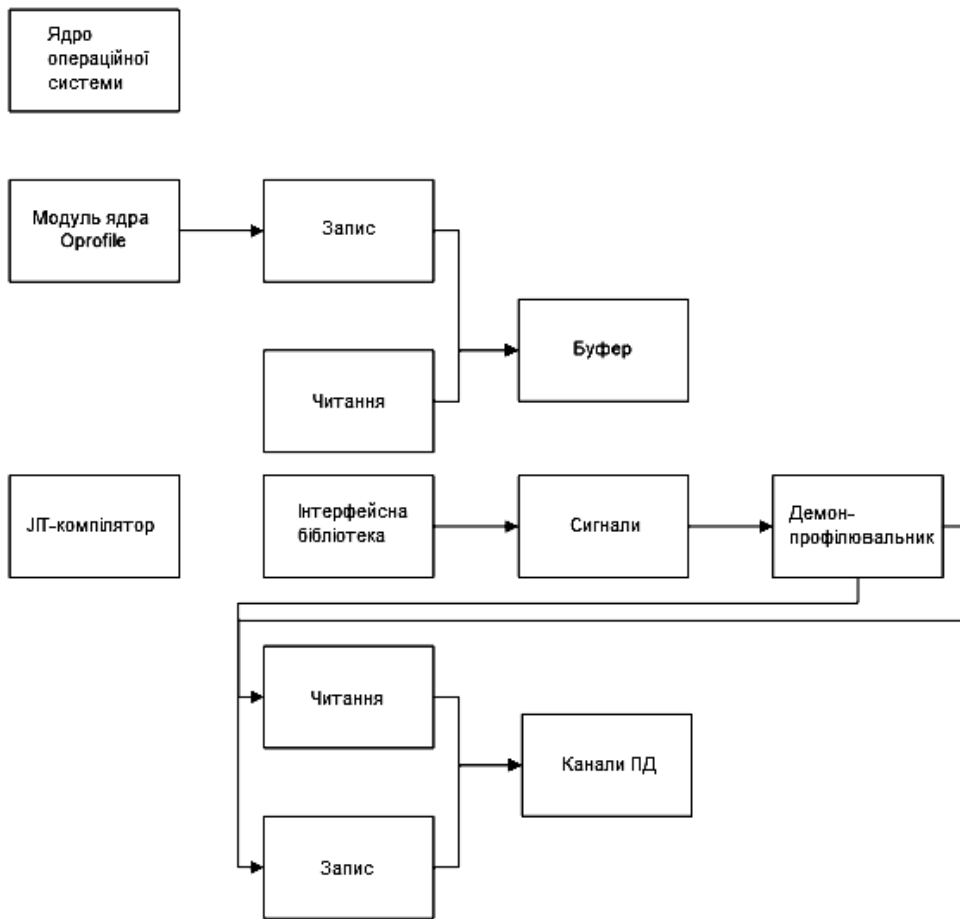 Ядро
операційної
системи
Модуль ядра
Oprofile
Запис
Буфер
Читання
JIT-компілятор
Інтерфейсна
бібліотека
Сигнали
Демон-
профілювальник
Читання
Канали ПД
Запис